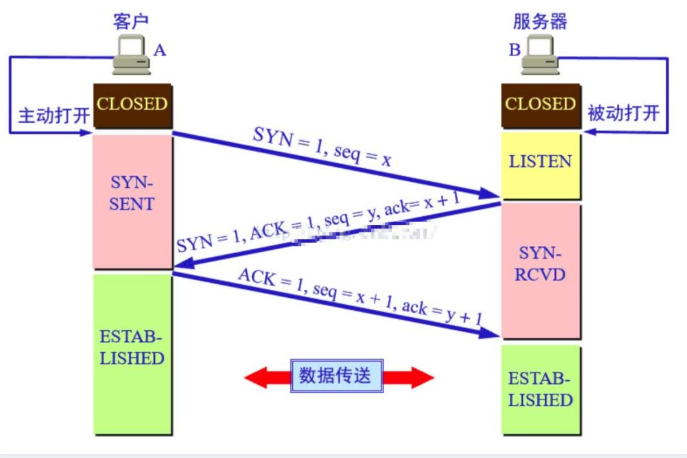 客户
服务器
A
B
CLOSED
CLOSED
主动打开
被动打开
SYN = 1, seq = x
LISTEN
SYN-
SENT
SYN = 1, ACK = 1, seq = y, ack= x + 1
SYN-
RCVD
ACK = 1, seq = x + 1, ack = y + 1
ESTAB-
LISHED
数据传送
ESTAB-
LISHED